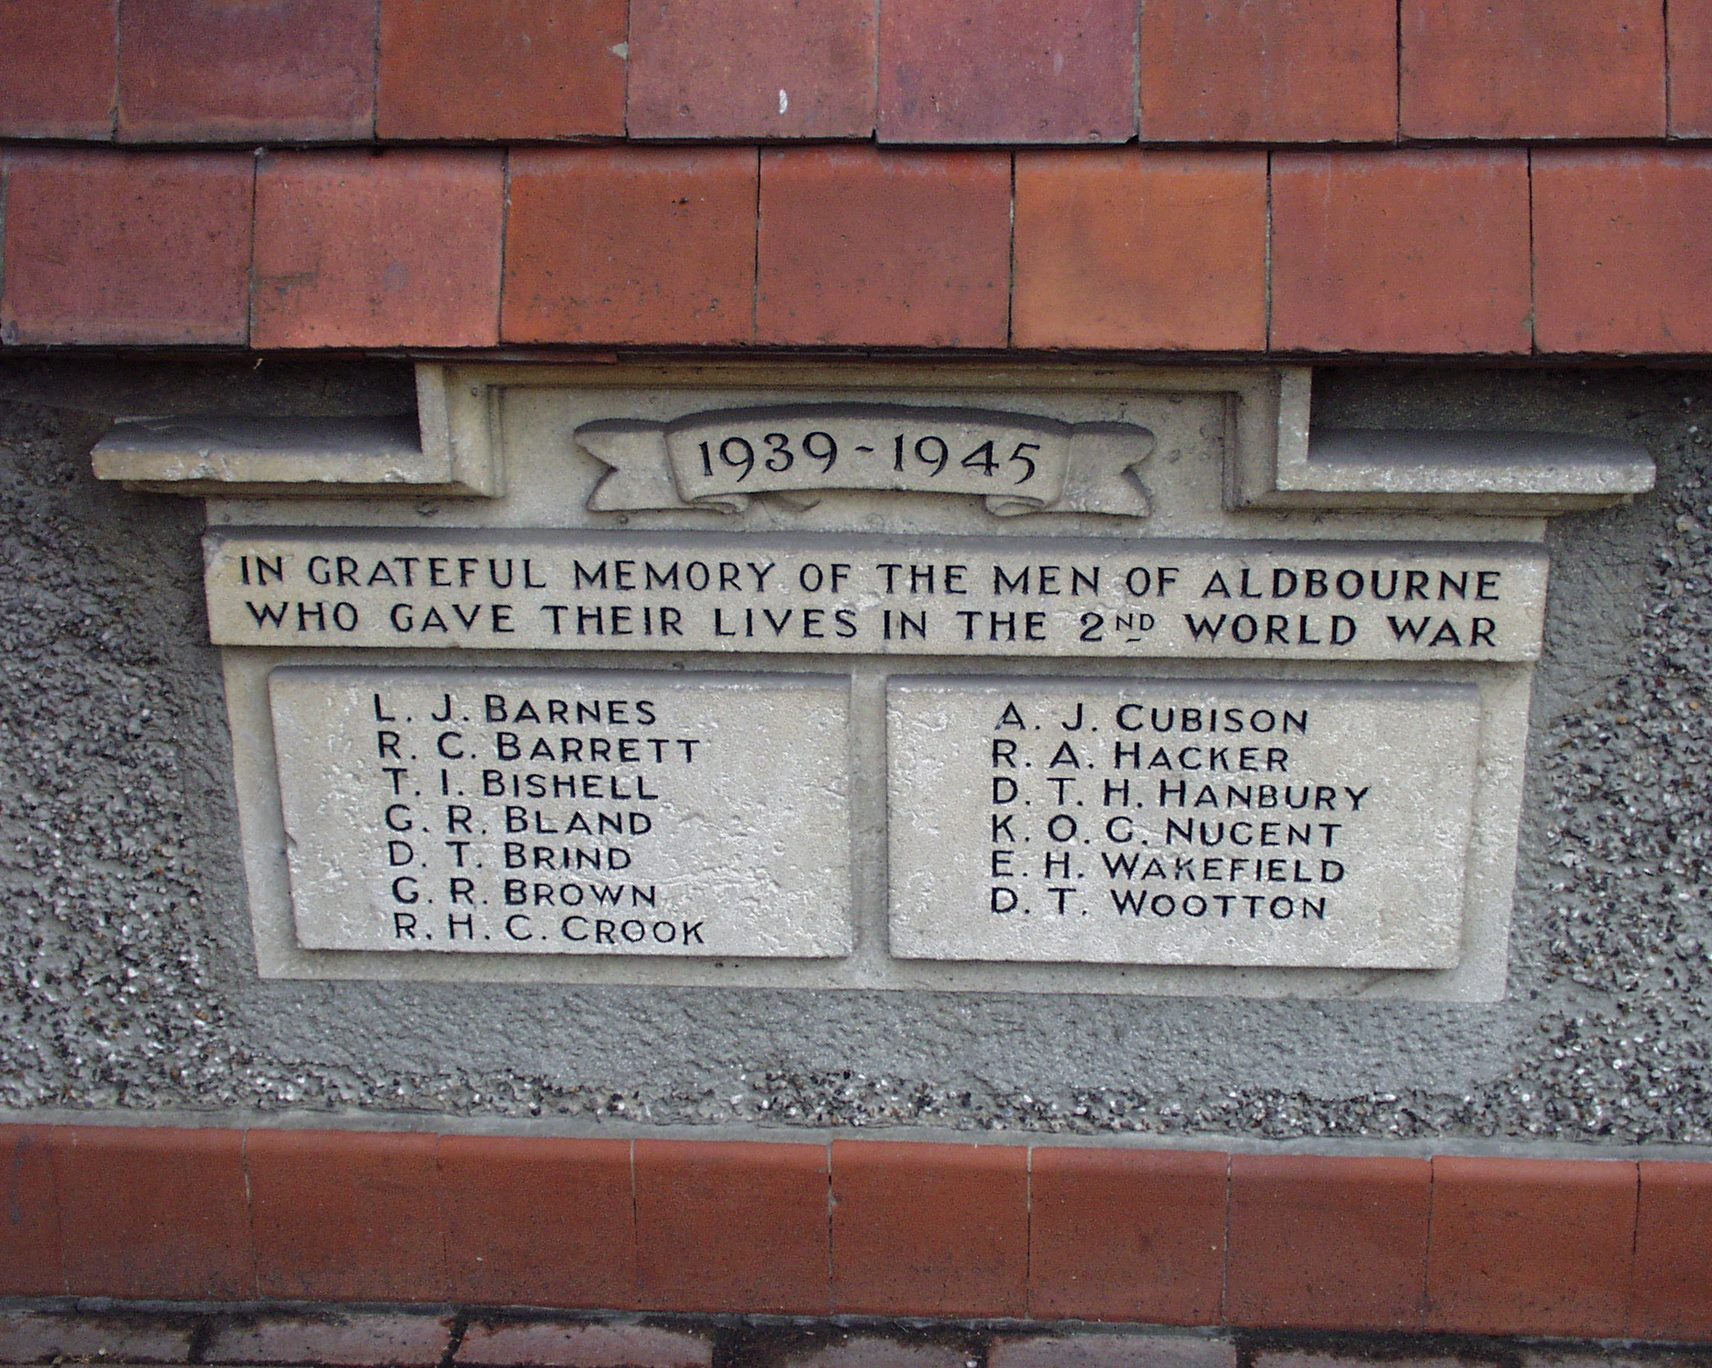 1939-1945
IN GRATEFUL MEMORY OF THE MEN OF ALDBOURNE
WHO GAVE THEIR LIVES IN THE 2ND WORLD WAR
L. J. BARNES
R. C. BARRETT
T. I. BISHELL
G. R. BLAND
D. T. BRIND
G. R. BROWN
R. H. C. CROOK
A. J. CUBISON
R. A. HACKER
D. T. H. HANBURY
K. O. G. NUGENT
E. H. WAKEFIELD
D. T. WOOTTON